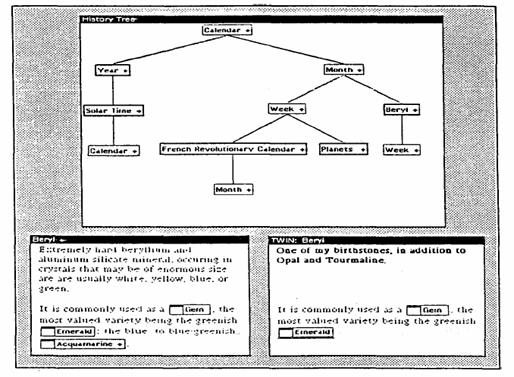 History Tree
Calendar +
Year +
Month +
Solar Time +
Week +
Beryl +
Calendar +
French Revolutionary Calendar +
Planets +
Week +
Month +
Beryl ←
Extremely hard beryllium and
aluminum silicate mineral, occuring in
crystals that may be of enormous size
are are usually white, yellow, blue, or
green.
It is commonly used as a Gem , the
most valued variety being the greenish
Emerald ; the blue to blue-greenish,
Acquamarine + .
TWIN: Beryl
One of my birthstones, in addition to
Opal and Tourmaline.
It is commonly used as a Gem , the
most valued variety being the greenish
Emerald